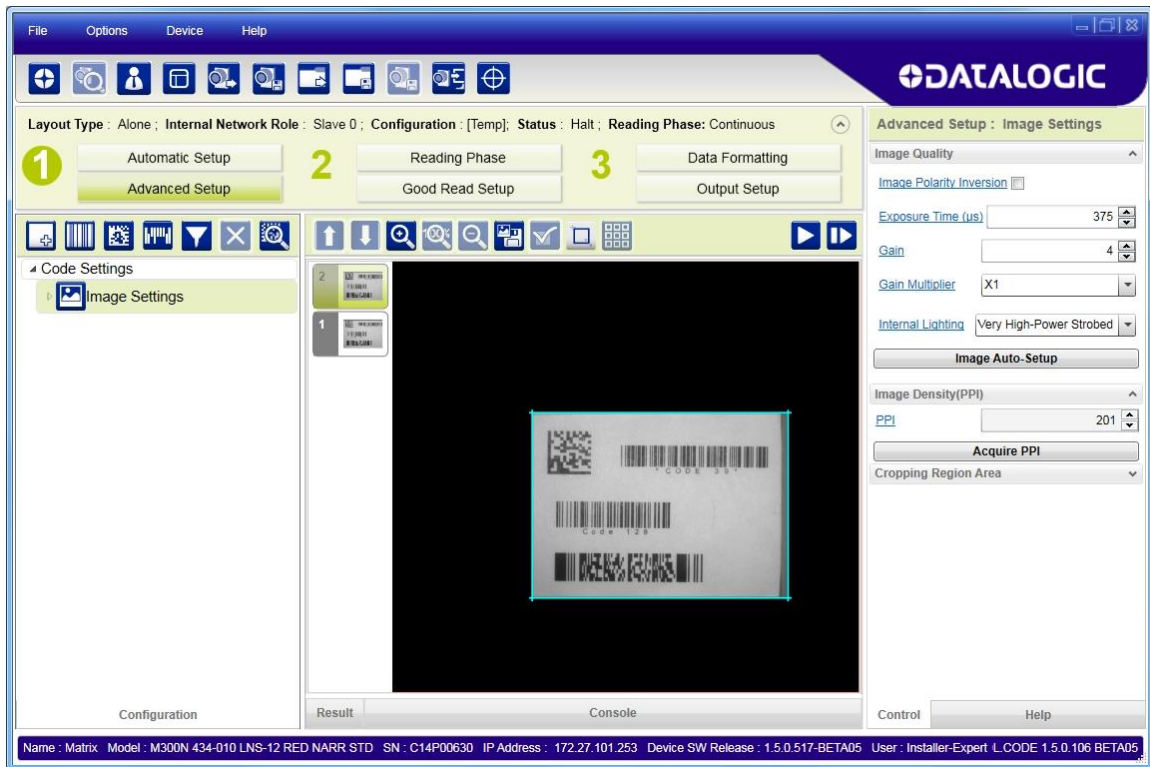 File Options Device Help
DATALOGIC
Layout Type : Alone ; Internal Network Role : Slave 0 ; Configuration : [Temp]; Status : Halt ; Reading Phase: Continuous
1 Automatic Setup
Advanced Setup
2 Reading Phase
Good Read Setup
3 Data Formatting
Output Setup
Code Settings
Image Settings
Configuration
100%
2
1
*CODE 39*
Code 128
Result Console
Advanced Setup : Image Settings
Image Quality
Image Polarity Inversion
Exposure Time (µs) 375
Gain 4
Gain Multiplier X1
Internal Lighting Very High-Power Strobed
Image Auto-Setup
Image Density(PPI)
PPI 201
Acquire PPI
Cropping Region Area
Control Help
Name : Matrix Model : M300N 434-010 LNS-12 RED NARR STD SN : C14P00630 IP Address : 172.27.101.253 Device SW Release : 1.5.0.517-BETA05 User : Installer-Expert L.CODE 1.5.0.106 BETA05